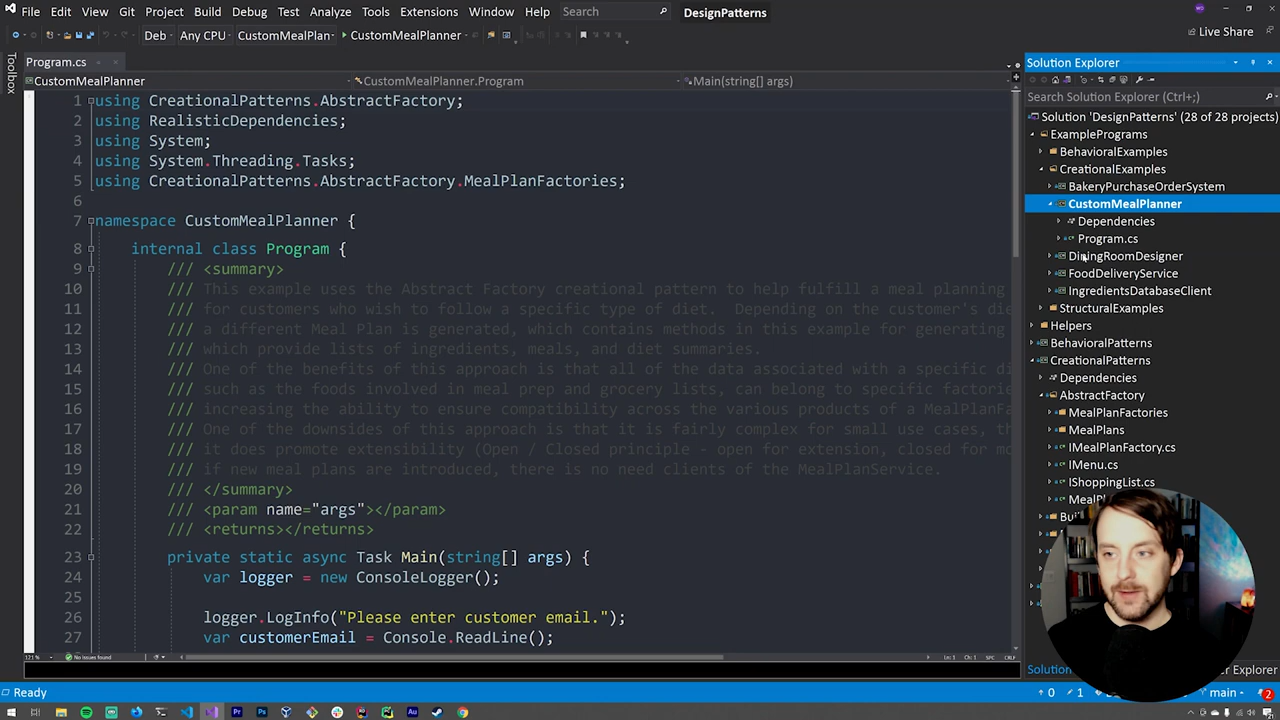 File Edit View Git Project Build Debug Test Analyze Tools Extensions Window Help Search DesignPatterns
Deb Any CPU CustomMealPlan CustomMealPlanner Live Share
Toolbox
Program.cs
CustomMealPlanner CustomMealPlanner.Program Main(string[] args)
1 using CreationalPatterns.AbstractFactory;
2 using RealisticDependencies;
3 using System;
4 using System.Threading.Tasks;
5 using CreationalPatterns.AbstractFactory.MealPlanFactories;
6
7 namespace CustomMealPlanner {
8 internal class Program {
9 /// <summary>
10 /// This example uses the Abstract Factory creational pattern to help fulfill a meal planning
11 /// for customers who wish to follow a specific type of diet. Depending on the customer's die
12 /// a different Meal Plan is generated, which contains methods in this example for generating
13 /// which provide lists of ingredients, meals, and diet summaries.
14 /// One of the benefits of this approach is that all of the data associated with a specific di
15 /// such as the foods involved in meal prep and grocery lists, can belong to specific factorie
16 /// increasing the ability to ensure compatibility across the various products of a MealPlanFa
17 /// One of the downsides of this approach is that it is fairly complex for small use cases, th
18 /// it does promote extensibility (Open / Closed principle - open for extension, closed for mo
19 /// if new meal plans are introduced, there is no need clients of the MealPlanService.
20 /// </summary>
21 /// <param name="args"></param>
22 /// <returns></returns>
23 private static async Task Main(string[] args) {
24 var logger = new ConsoleLogger();
25
26 logger.LogInfo("Please enter customer email.");
27 var customerEmail = Console.ReadLine();
121 % No issues found Ln: 1 Ch: 1 SPC CRLF
Solution Explorer
Search Solution Explorer (Ctrl+;)
Solution 'DesignPatterns' (28 of 28 projects)
ExamplePrograms
BehavioralExamples
CreationalExamples
BakeryPurchaseOrderSystem
CustomMealPlanner
Dependencies
Program.cs
DiningRoomDesigner
FoodDeliveryService
IngredientsDatabaseClient
StructuralExamples
Helpers
BehavioralPatterns
CreationalPatterns
Dependencies
AbstractFactory
MealPlanFactories
MealPlans
IMealPlanFactory.cs
IMenu.cs
IShoppingList.cs
MealPl
Bu
Solution Explorer
Ready 0 1 main 2